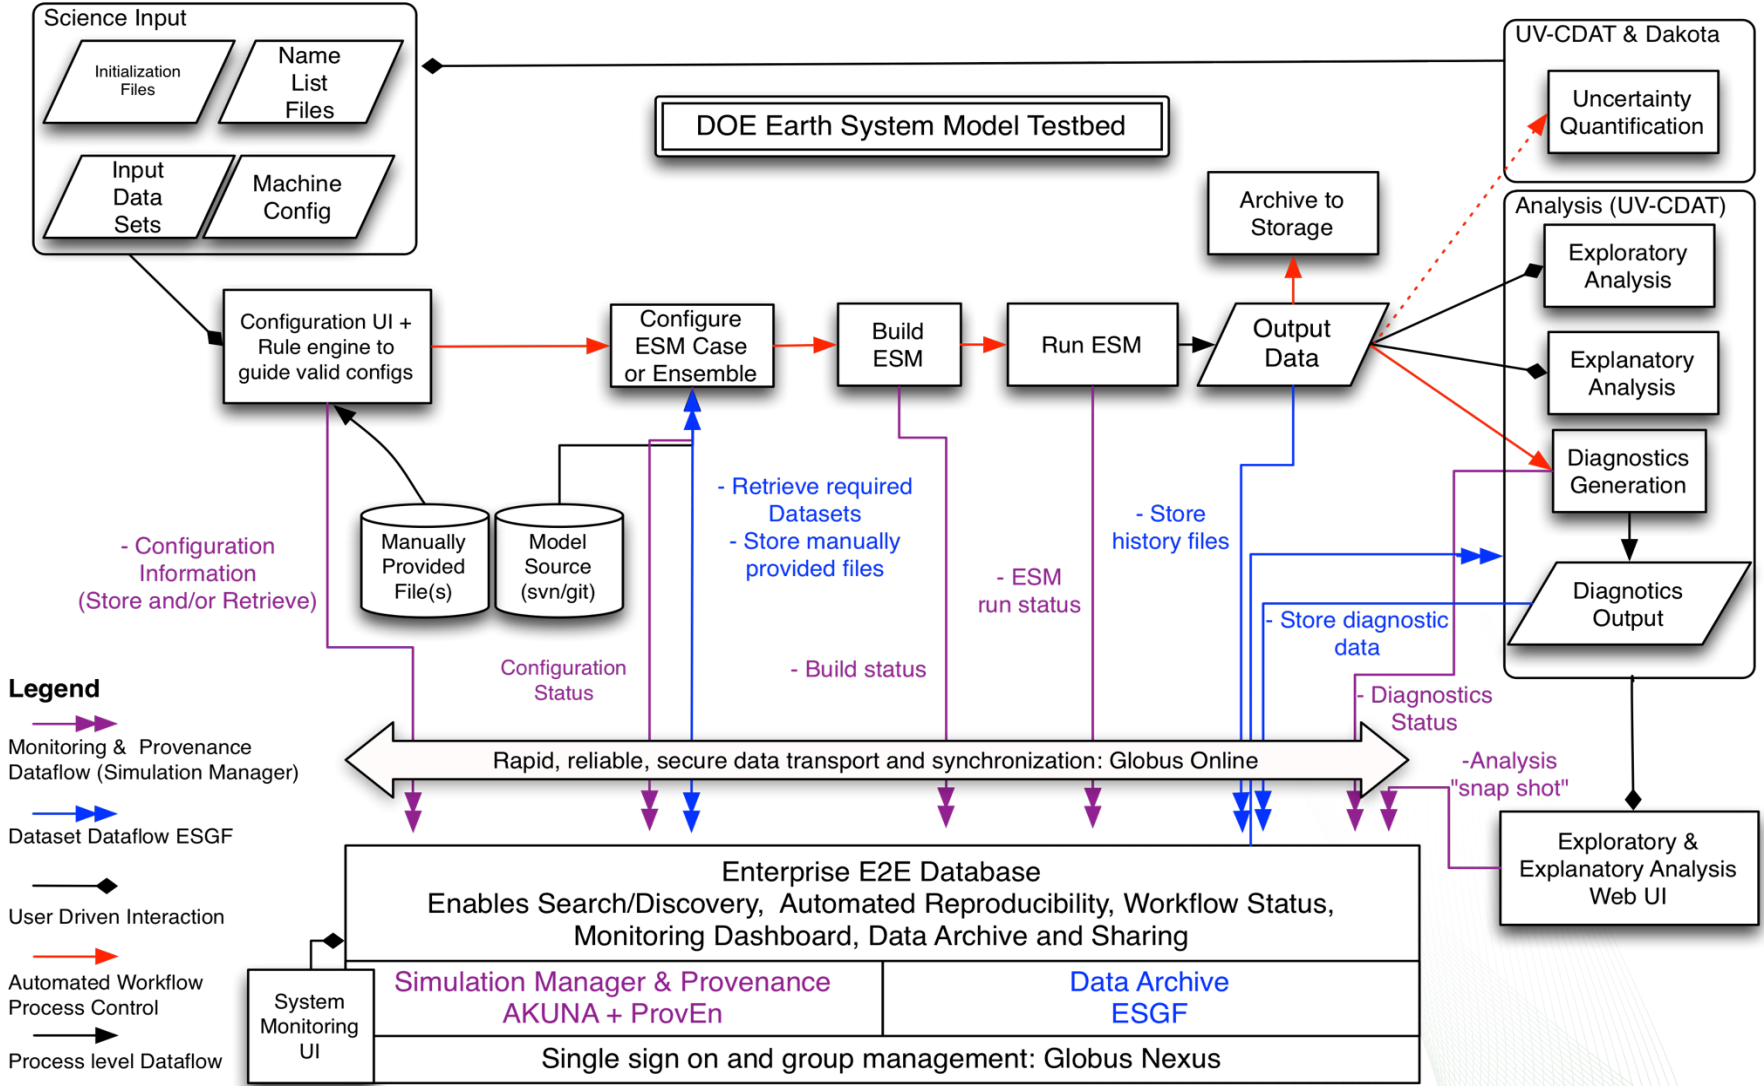 Science Input
Initialization
Files
Name
List
Files
Input
Data
Sets
Machine
Config
UV-CDAT & Dakota
Uncertainty
Quantification
DOE Earth System Model Testbed
Archive to
Storage
Analysis (UV-CDAT)
Exploratory
Analysis
Explanatory
Analysis
Diagnostics
Generation
Diagnotics
Output
Configuration UI +
Rule engine to
guide valid configs
Configure
ESM Case
or Ensemble
Build
ESM
Run ESM
Output
Data
Manually
Provided
File(s)
Model
Source
(svn/git)
- Configuration
Information
(Store and/or Retrieve)
- Retrieve required
Datasets
- Store manually
provided files
- Store
history files
- ESM
run status
- Store diagnostic
data
Configuration
Status
- Build status
- Diagnostics
Status
-Analysis
"snap shot"
Legend
Monitoring & Provenance
Dataflow (Simulation Manager)
Dataset Dataflow ESGF
User Driven Interaction
Automated Workflow
Process Control
Process level Dataflow
Rapid, reliable, secure data transport and synchronization: Globus Online
Exploratory &
Explanatory Analysis
Web UI
Enterprise E2E Database
Enables Search/Discovery, Automated Reproducibility, Workflow Status,
Monitoring Dashboard, Data Archive and Sharing
System
Monitoring
UI
Simulation Manager & Provenance
AKUNA + ProvEn
Data Archive
ESGF
Single sign on and group management: Globus Nexus